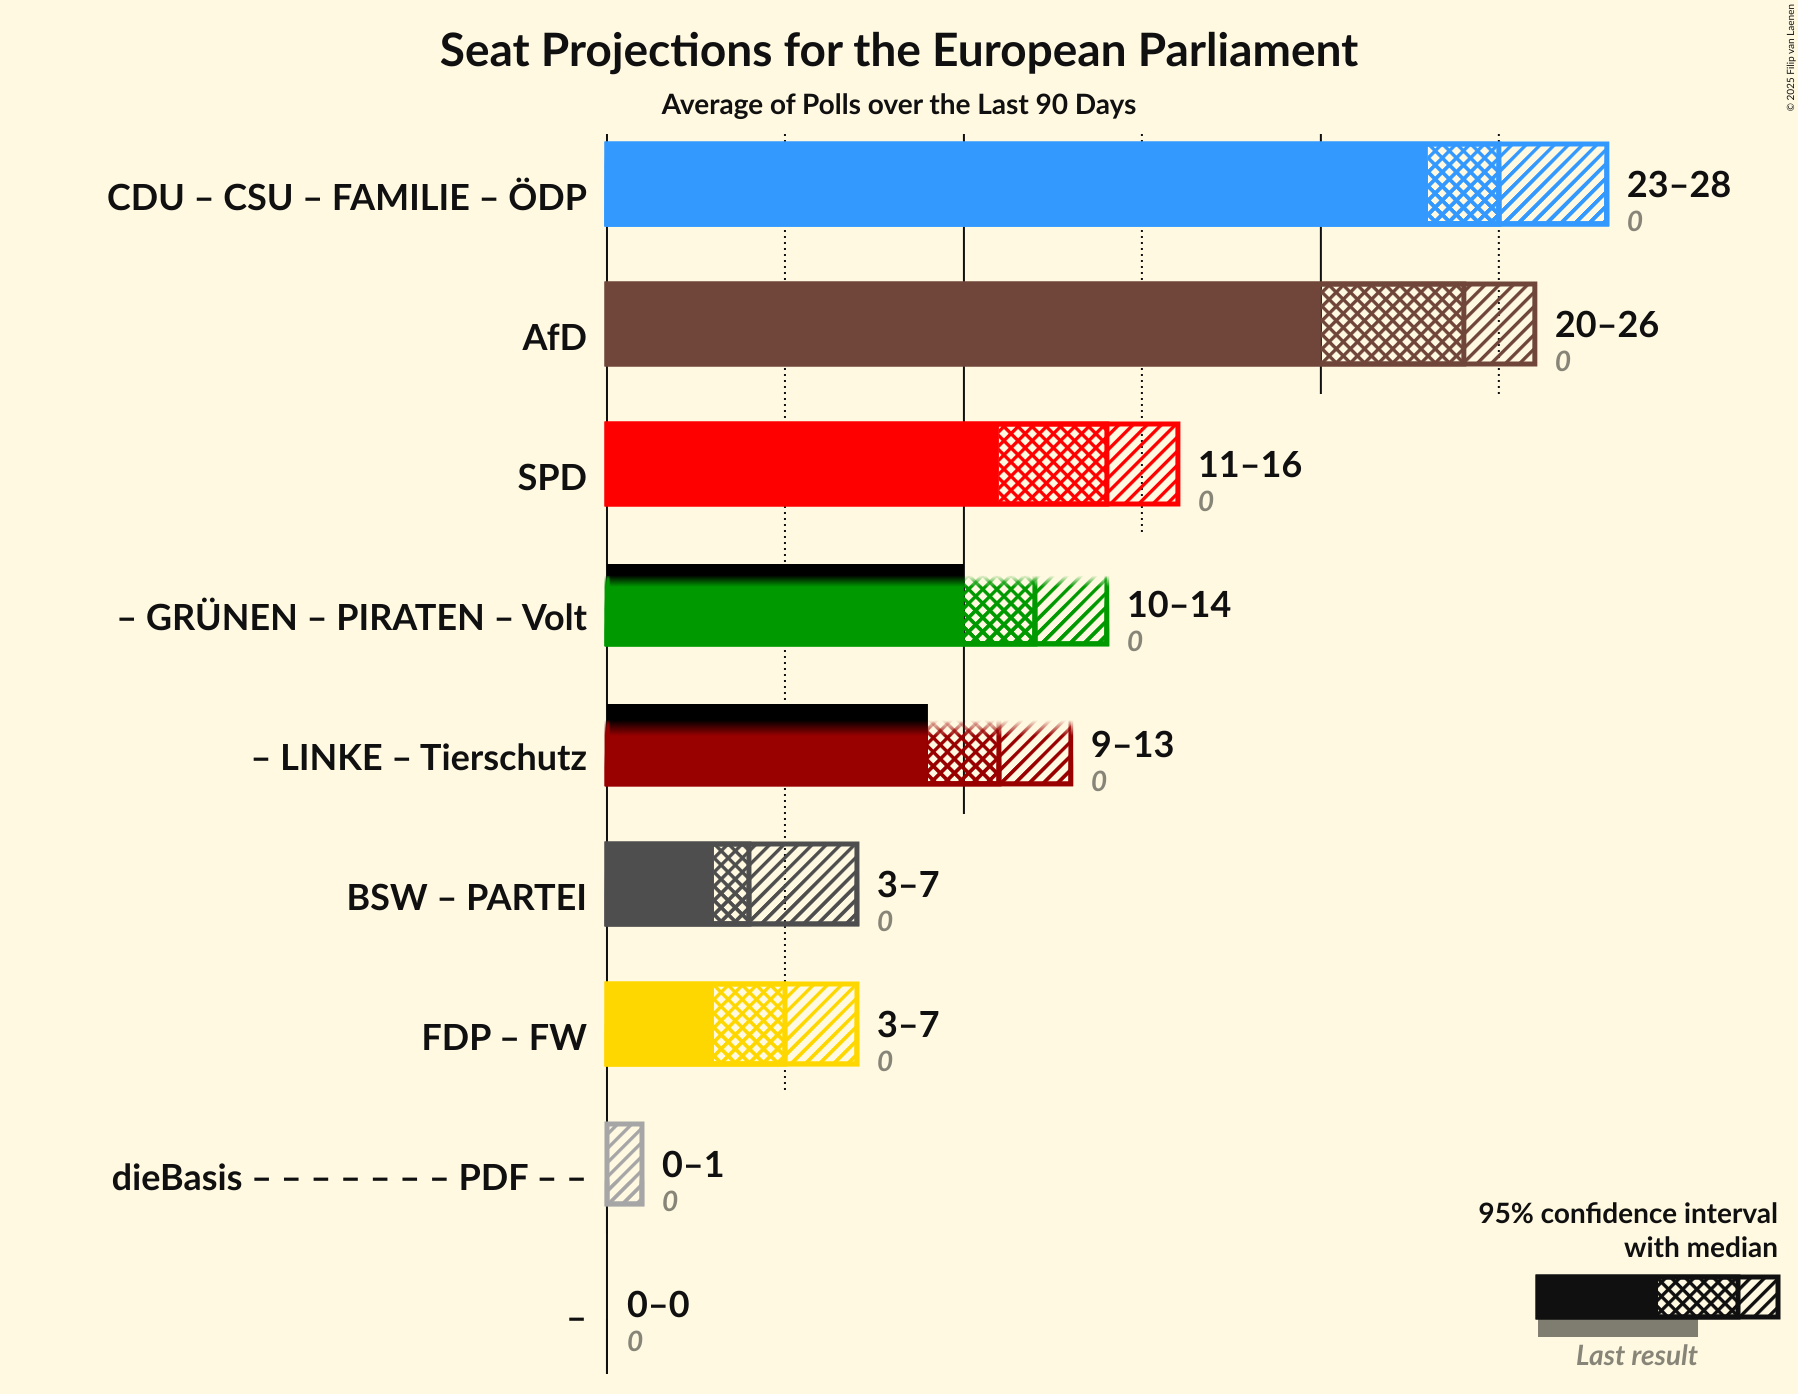 © 2025 Filip van Laenen
Seat Projections for the European Parliament
Average of Polls over the Last 90 Days
CDU – CSU – FAMILIE – ÖDP
23–28
0
AfD
20–26
0
SPD
11–16
0
– GRÜNEN – PIRATEN – Volt
10–14
0
– LINKE – Tierschutz
9–13
0
BSW – PARTEI
3–7
0
FDP – FW
3–7
0
dieBasis – – – – – – – PDF – –
0–1
0
–
0–0
0
95% confidence interval
with median
Last result